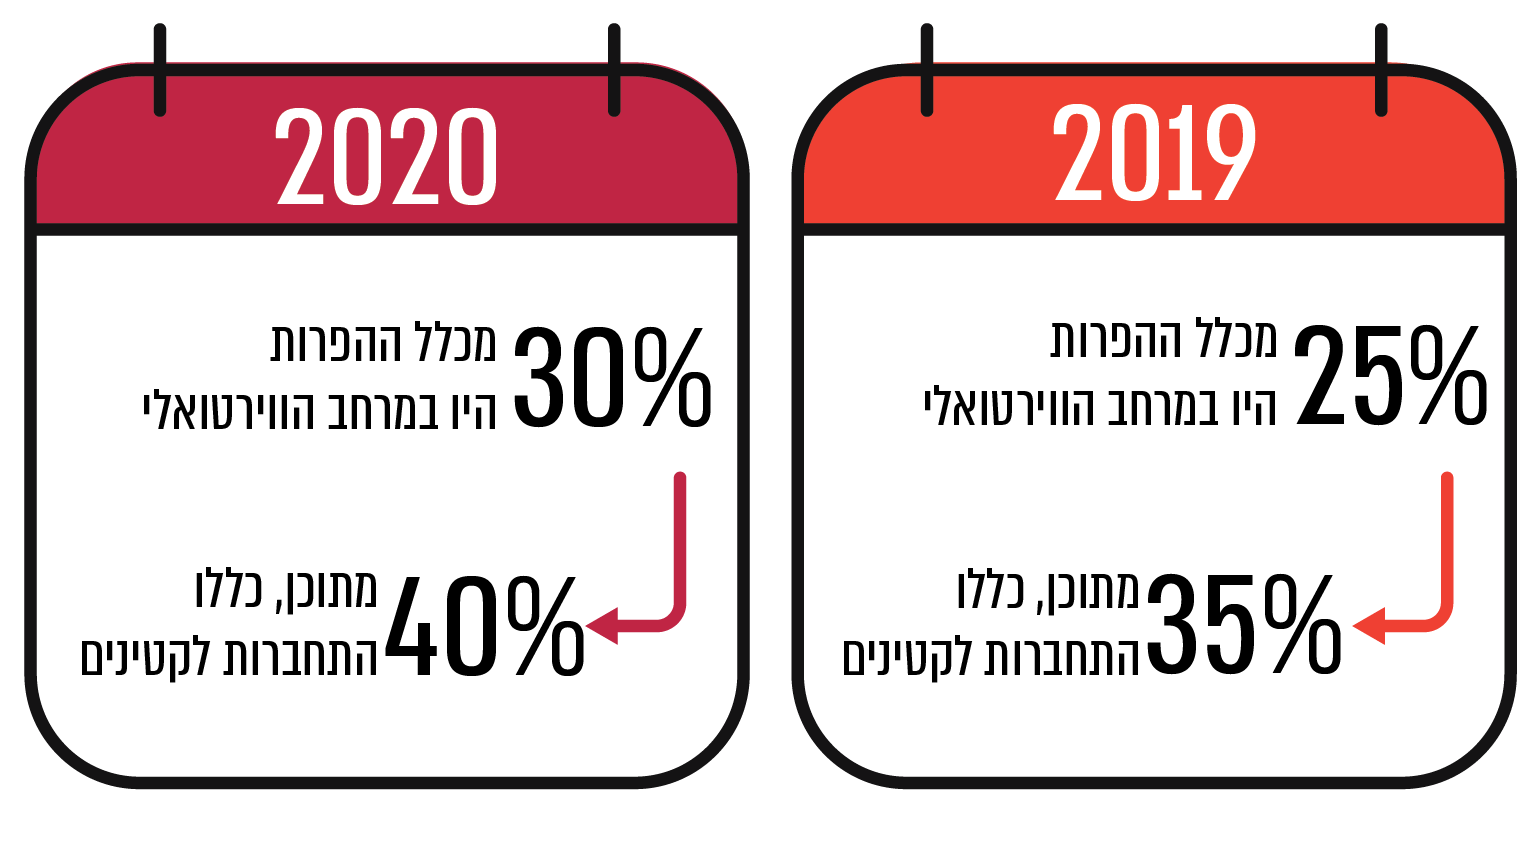 2019
25%
מכלל ההפרות
היו במרחב הווירטואלי
35%
מתוכן, כללו
התחברות לקטינים
2020
30%
מכלל ההפרות
היו במרחב הווירטואלי
40%
מתוכן, כללו
התחברות לקטינים